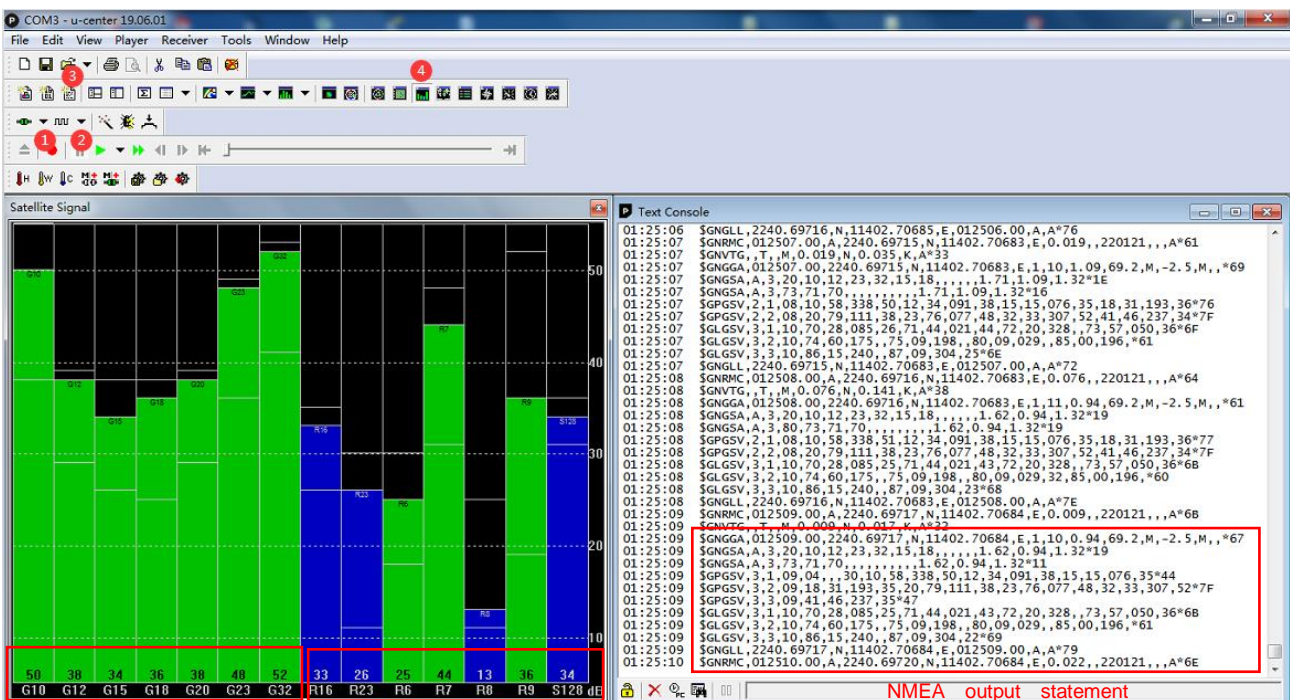 COM3 - u-center 19.06.01
File Edit View Player Receiver Tools Window Help
3
4
1
2
H W C
Satellite Signal
Text Console
G10
G12
G15
G18
G20
G23
G32
R16
R23
R6
R7
R8
R9
S128
50
40
30
20
10
50 38 34 36 38 48 52 33 26 25 44 13 36 34
G10 G12 G15 G18 G20 G23 G32 R16 R23 R6 R7 R8 R9 S128 dB
01:25:06 $GNGLL,2240.69716,N,11402.70685,E,012506.00,A,A*76
01:25:07 $GNRMC,012507.00,A,2240.69715,N,11402.70683,E,0.019,,220121,,,A*61
01:25:07 $GNVTG,,T,,M,0.019,N,0.035,K,A*33
01:25:07 $GNGGA,012507.00,2240.69715,N,11402.70683,E,1,10,1.09,69.2,M,-2.5,M,,*69
01:25:07 $GNGSA,A,3,20,10,12,23,32,15,18,,,,,,1.71,1.09,1.32*1E
01:25:07 $GNGSA,A,3,73,71,70,,,,,,,,,,1.71,1.09,1.32*16
01:25:07 $GPGSV,2,1,08,10,58,338,50,12,34,091,38,15,15,076,35,18,31,193,36*76
01:25:07 $GPGSV,2,2,08,20,79,111,38,23,76,077,48,32,33,307,52,41,46,237,34*7F
01:25:07 $GLGSV,3,1,10,70,28,085,26,71,44,021,44,72,20,328,,73,57,050,36*6F
01:25:07 $GLGSV,3,2,10,74,60,175,,75,09,198,,80,09,029,,85,00,196,*61
01:25:07 $GLGSV,3,3,10,86,15,240,,87,09,304,25*6E
01:25:07 $GNGLL,2240.69715,N,11402.70683,E,012507.00,A,A*72
01:25:08 $GNRMC,012508.00,A,2240.69716,N,11402.70683,E,0.076,,220121,,,A*64
01:25:08 $GNVTG,,T,,M,0.076,N,0.141,K,A*38
01:25:08 $GNGGA,012508.00,2240.69716,N,11402.70683,E,1,11,0.94,69.2,M,-2.5,M,,*61
01:25:08 $GNGSA,A,3,20,10,12,23,32,15,18,,,,,,1.62,0.94,1.32*19
01:25:08 $GNGSA,A,3,80,73,71,70,,,,,,,,,1.62,0.94,1.32*19
01:25:08 $GPGSV,2,1,08,10,58,338,51,12,34,091,38,15,15,076,35,18,31,193,36*77
01:25:08 $GPGSV,2,2,08,20,79,111,38,23,76,077,48,32,33,307,52,41,46,237,34*7F
01:25:08 $GLGSV,3,1,10,70,28,085,25,71,44,021,43,72,20,328,,73,57,050,36*6B
01:25:08 $GLGSV,3,2,10,74,60,175,,75,09,198,,80,09,029,32,85,00,196,*60
01:25:08 $GLGSV,3,3,10,86,15,240,,87,09,304,23*68
01:25:08 $GNGLL,2240.69716,N,11402.70683,E,012508.00,A,A*7E
01:25:09 $GNRMC,012509.00,A,2240.69717,N,11402.70684,E,0.009,,220121,,,A*6B
01:25:09 $GNVTG,,T,,M,0.009,N,0.017,K,A*32
01:25:09 $GNGGA,012509.00,2240.69717,N,11402.70684,E,1,10,0.94,69.2,M,-2.5,M,,*67
01:25:09 $GNGSA,A,3,20,10,12,23,32,15,18,,,,,,1.62,0.94,1.32*19
01:25:09 $GNGSA,A,3,73,71,70,,,,,,,,,,1.62,0.94,1.32*11
01:25:09 $GPGSV,3,1,09,04,,,30,10,58,338,50,12,34,091,38,15,15,076,35*44
01:25:09 $GPGSV,3,2,09,18,31,193,35,20,79,111,38,23,76,077,48,32,33,307,52*7F
01:25:09 $GPGSV,3,3,09,41,46,237,35*47
01:25:09 $GLGSV,3,1,10,70,28,085,25,71,44,021,43,72,20,328,,73,57,050,36*6B
01:25:09 $GLGSV,3,2,10,74,60,175,,75,09,198,,80,09,029,,85,00,196,*61
01:25:09 $GLGSV,3,3,10,86,15,240,,87,09,304,22*69
01:25:09 $GNGLL,2240.69717,N,11402.70684,E,012509.00,A,A*79
01:25:10 $GNRMC,012510.00,A,2240.69720,N,11402.70684,E,0.022,,220121,,,A*6E
NMEA output statement